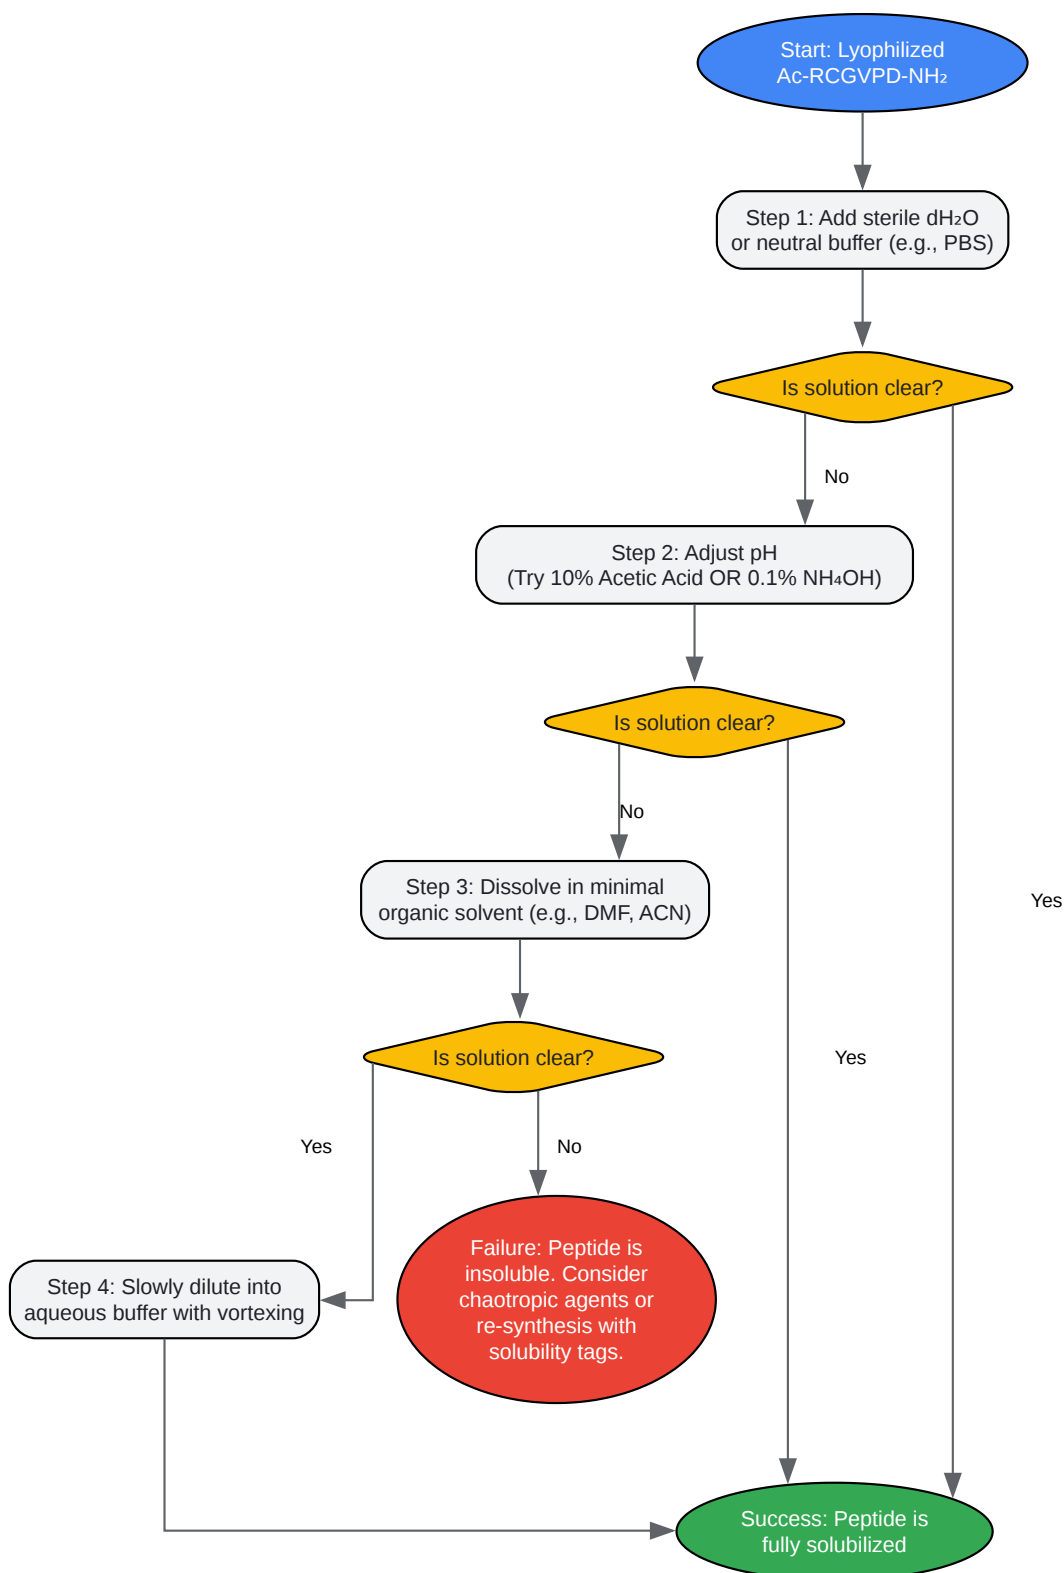 Start: Lyophilized
Ac-RCGVPD-NH₂
Step 1: Add sterile dH₂O
or neutral buffer (e.g., PBS)
Is solution clear?
No
Step 2: Adjust pH
(Try 10% Acetic Acid OR 0.1% NH₄OH)
Is solution clear?
No
Step 3: Dissolve in minimal
organic solvent (e.g., DMF, ACN)
Yes
Is solution clear?
Yes
Yes
No
Failure: Peptide is
insoluble. Consider
chaotropic agents or
re-synthesis with
solubility tags.
Step 4: Slowly dilute into
aqueous buffer with vortexing
Success: Peptide is
fully solubilized